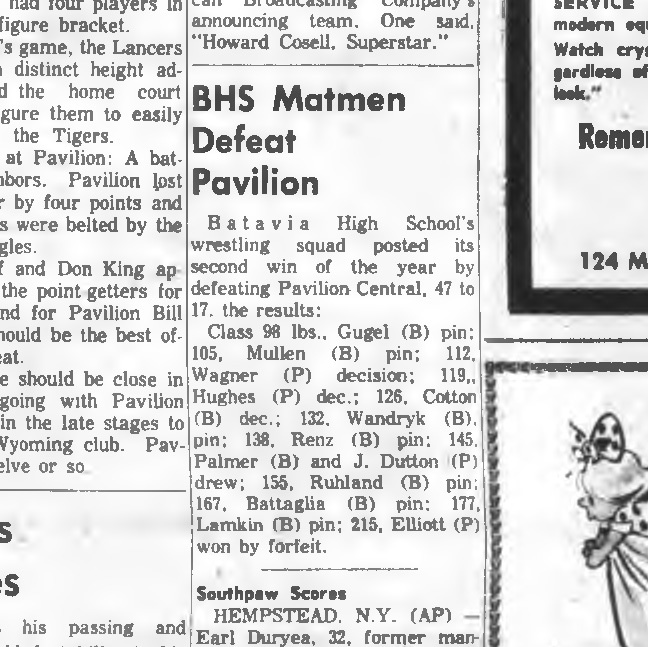 had four players in
figure bracket.
's game, the Lancers
distinct height ad-
the home court
gure them to easily
the Tigers.
at Pavilion: A bat-
bors. Pavilion lost
by four points and
s were belted by the
gles.
and Don King ap-
the point getters for
nd for Pavilion Bill
hould be the best of-
eat.
e should be close in
going with Pavilion
in the late stages to
Wyoming club. Pav-
elve or so
s
es
his passing and
can Broadcasting Company's
announcing team. One said,
"Howard Cosell, Superstar."
BHS Matmen
Defeat
Pavilion
Batavia High School's
wrestling squad posted its
second win of the year by
defeating Pavilion Central, 47 to
17. the results:
Class 98 lbs., Gugel (B) pin;
105, Mullen (B) pin; 112,
Wagner (P) decision; 119,,
Hughes (P) dec.; 126, Cotton
(B) dec.; 132, Wandryk (B),
pin; 138, Renz (B) pin; 145,
Palmer (B) and J. Dutton (P)
drew; 155, Ruhland (B) pin;
167, Battaglia (B) pin; 177,
Lamkin (B) pin; 215, Elliott (P)
won by forfeit.
Southpaw Scores
HEMPSTEAD, N.Y. (AP) —
Earl Duryea, 32, former man-
SERVICE
modern equ
Watch crys
gardless of
look."
Remem
124 M